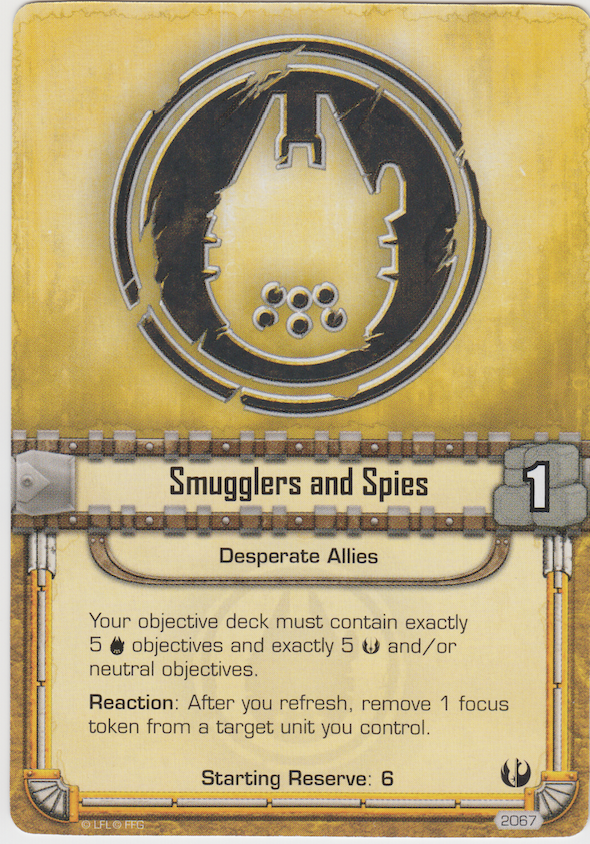 Smugglers and Spies
1
Desperate Allies
Your objective deck must contain exactly
5 objectives and exactly 5 and/or
neutral objectives.
Reaction: After you refresh, remove 1 focus
token from a target unit you control.
Starting Reserve: 6
© LFL © FFG
2067